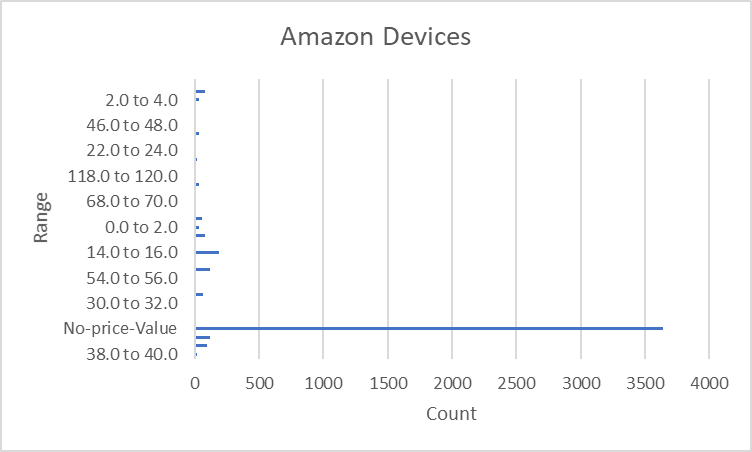 Amazon Devices
Range
2.0 to 4.0
46.0 to 48.0
22.0 to 24.0
118.0 to 120.0
68.0 to 70.0
0.0 to 2.0
14.0 to 16.0
54.0 to 56.0
30.0 to 32.0
No-price-Value
38.0 to 40.0
0 500 1000 1500 2000 2500 3000 3500 4000
Count